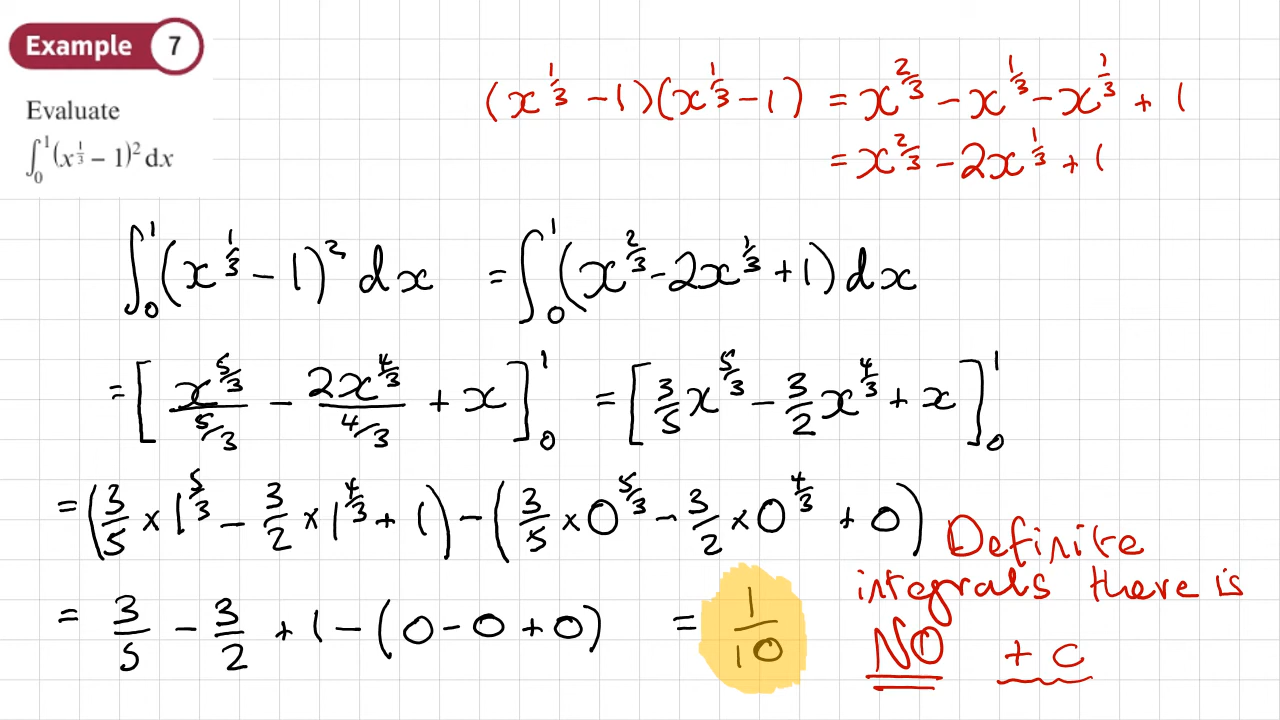 Example 7
Evaluate
∫₀¹(x^{1/3} − 1)² dx
(x^{1/3} − 1)(x^{1/3} − 1) = x^{2/3} − x^{1/3} − x^{1/3} + 1
= x^{2/3} − 2x^{1/3} + 1
∫₀¹ (x^{1/3} − 1)² dx = ∫₀¹ (x^{2/3} − 2x^{1/3} + 1) dx
= [x^{5/3}/(5/3) − 2x^{4/3}/(4/3) + x]₀¹ = [3/5 x^{5/3} − 3/2 x^{4/3} + x]₀¹
= (3/5 × 1^{5/3} − 3/2 × 1^{4/3} + 1) − (3/5 × 0^{5/3} − 3/2 × 0^{4/3} + 0)
= 3/5 − 3/2 + 1 − (0 − 0 + 0) = 1/10
Definite
integrals there is
NO + c